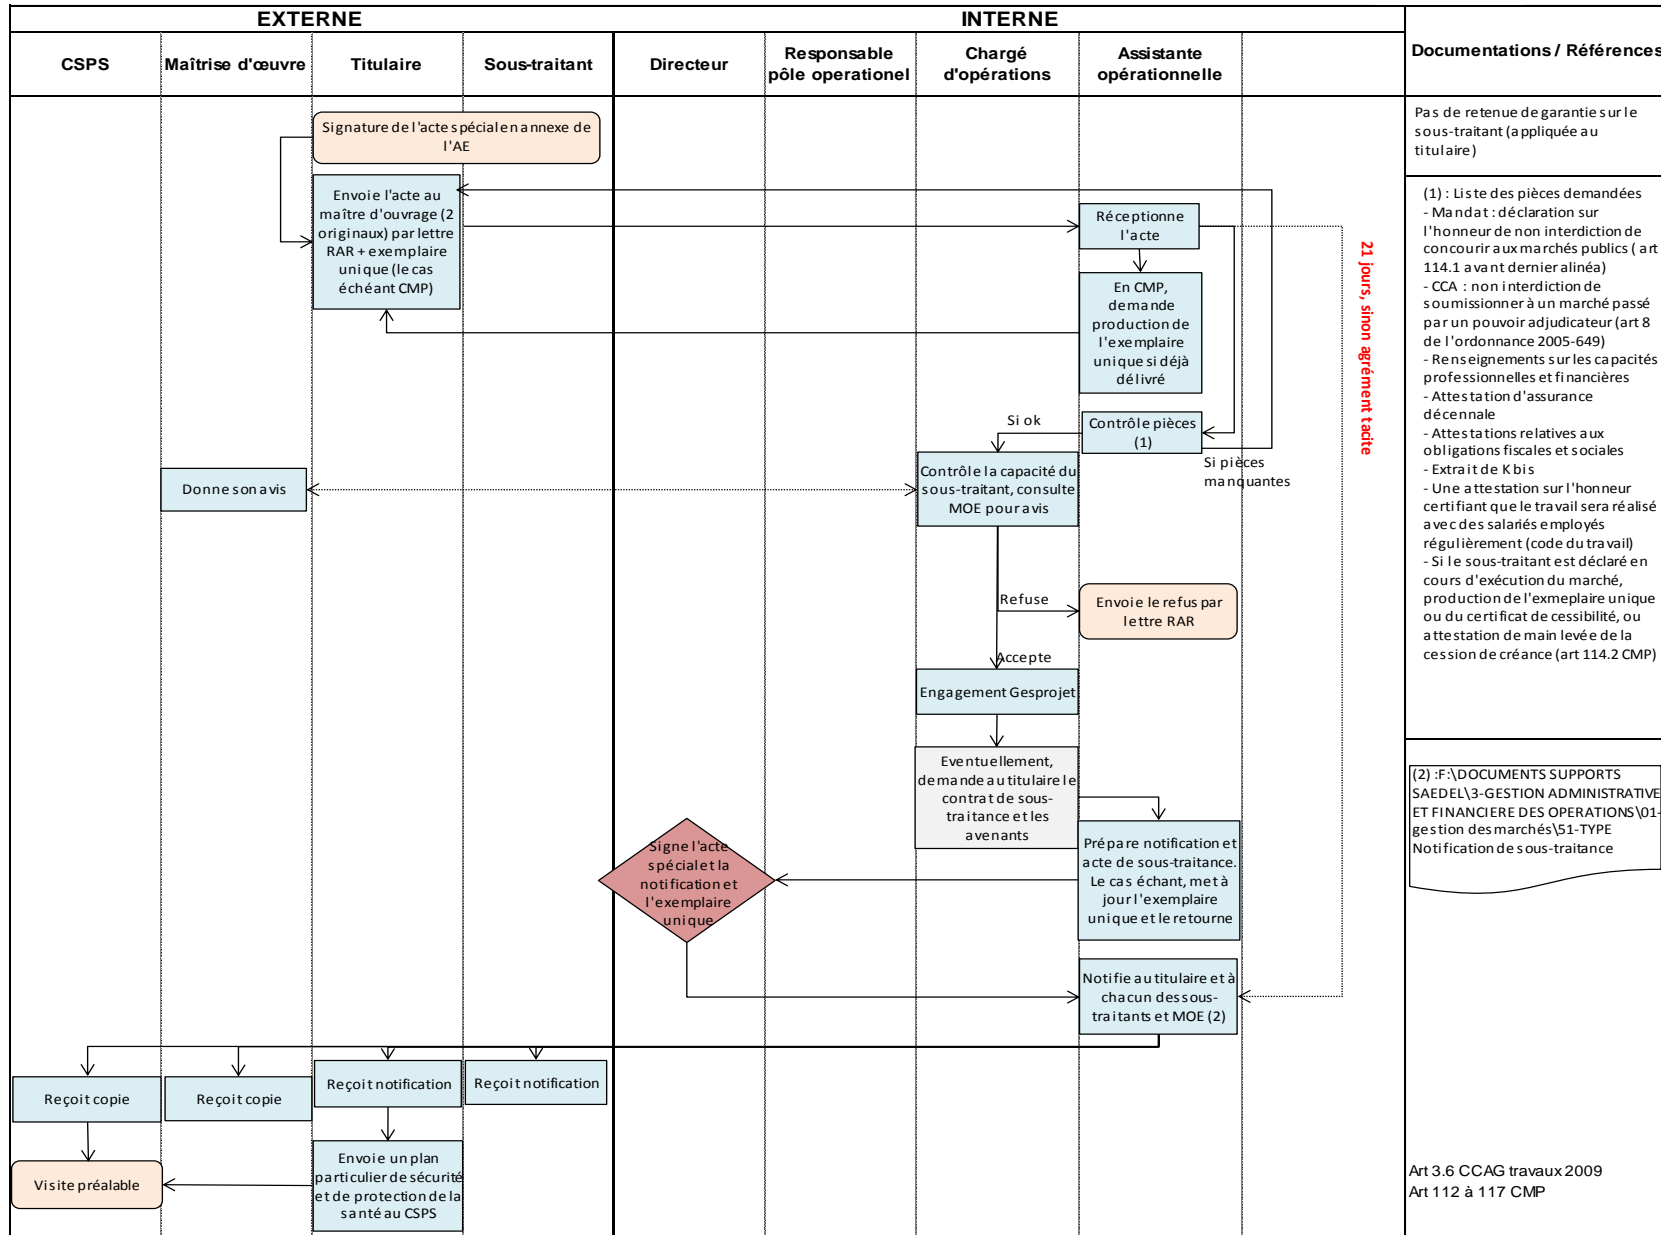 EXTERNE
INTERNE
CSPS
Maîtrise d'œuvre
Titulaire
Sous-traitant
Directeur
Responsable
pôle operationel
Chargé
d'opérations
Assistante
opérationnelle
Documentations / Références
Signature de l'acte spécial en annexe de
l'AE
Envoie l'acte au
maître d'ouvrage (2
originaux) par lettre
RAR + exemplaire
unique (le cas
échéant CMP)
Réceptionne
l'acte
En CMP,
demande
production de
l'exemplaire
unique si déjà
délivré
21 jours, sinon agrément tacite
Si ok
Contrôle pièces
(1)
Si pièces
manquantes
Donne son avis
Contrôle la capacité du
sous-traitant, consulte
MOE pour avis
Refuse
Envoie le refus par
lettre RAR
Accepte
Engagement Gesprojet
Eventuellement,
demande au titulaire le
contrat de sous-
traitance et les
avenants
Signe l'acte
spécial et la
notification et
l'exemplaire
unique
Prépare notification et
acte de sous-traitance.
Le cas échant, met à
jour l'exemplaire
unique et le retourne
Notifie au titulaire et à
chacun des sous-
traitants et MOE (2)
Reçoit copie
Reçoit copie
Reçoit notification
Reçoit notification
Visite préalable
Envoie un plan
particulier de sécurité
et de protection de la
santé au CSPS
Pas de retenue de garantie sur le
sous-traitant (appliquée au
titulaire)
(1) : Liste des pièces demandées
- Mandat : déclaration sur
l'honneur de non interdiction de
concourir aux marchés publics ( art
114.1 avant dernier alinéa)
- CCA : non interdiction de
soumissionner à un marché passé
par un pouvoir adjudicateur (art 8
de l'ordonnance 2005-649)
- Renseignements sur les capacités
professionnelles et financières
- Attestation d'assurance
décennale
- Attestations relatives aux
obligations fiscales et sociales
- Extrait de Kbis
- Une attestation sur l'honneur
certifiant que le travail sera réalisé
avec des salariés employés
régulièrement (code du travail)
- Si le sous-traitant est déclaré en
cours d'exécution du marché,
production de l'exmeplaire unique
ou du certificat de cessibilité, ou
attestation de main levée de la
cession de créance (art 114.2 CMP)
(2) :F:\DOCUMENTS SUPPORTS
SAEDEL\3-GESTION ADMINISTRATIVE
ET FINANCIERE DES OPERATIONS\01-
gestion des marchés\51-TYPE
Notification de sous-traitance
Art 3.6 CCAG travaux 2009
Art 112 à 117 CMP